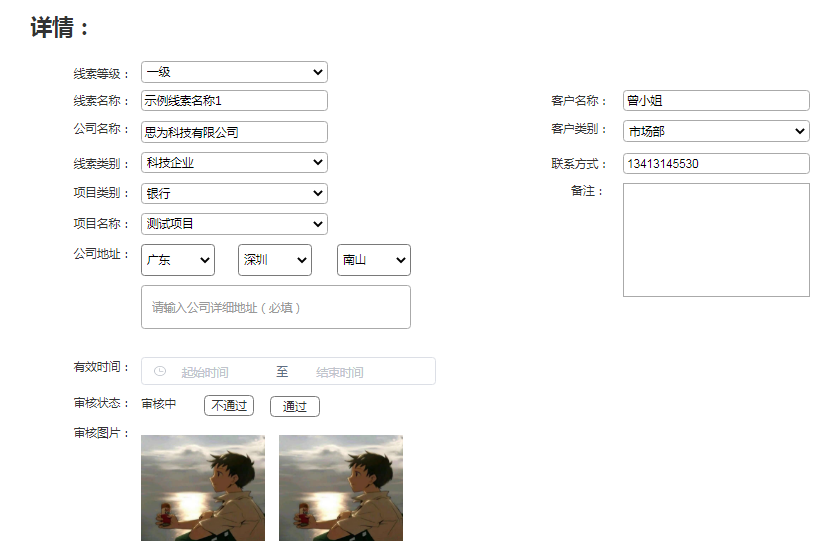 详情：
线索等级： 一级
线索名称： 示例线索名称1 客户名称： 曾小姐
公司名称： 思为科技有限公司 客户类别： 市场部
线索类别： 科技企业 联系方式： 13413145530
项目类别： 银行 备注：
项目名称： 测试项目
公司地址： 广东 深圳 南山
请输入公司详细地址（必填）
有效时间： 起始时间 至 结束时间
审核状态： 审核中 不通过 通过
审核图片：